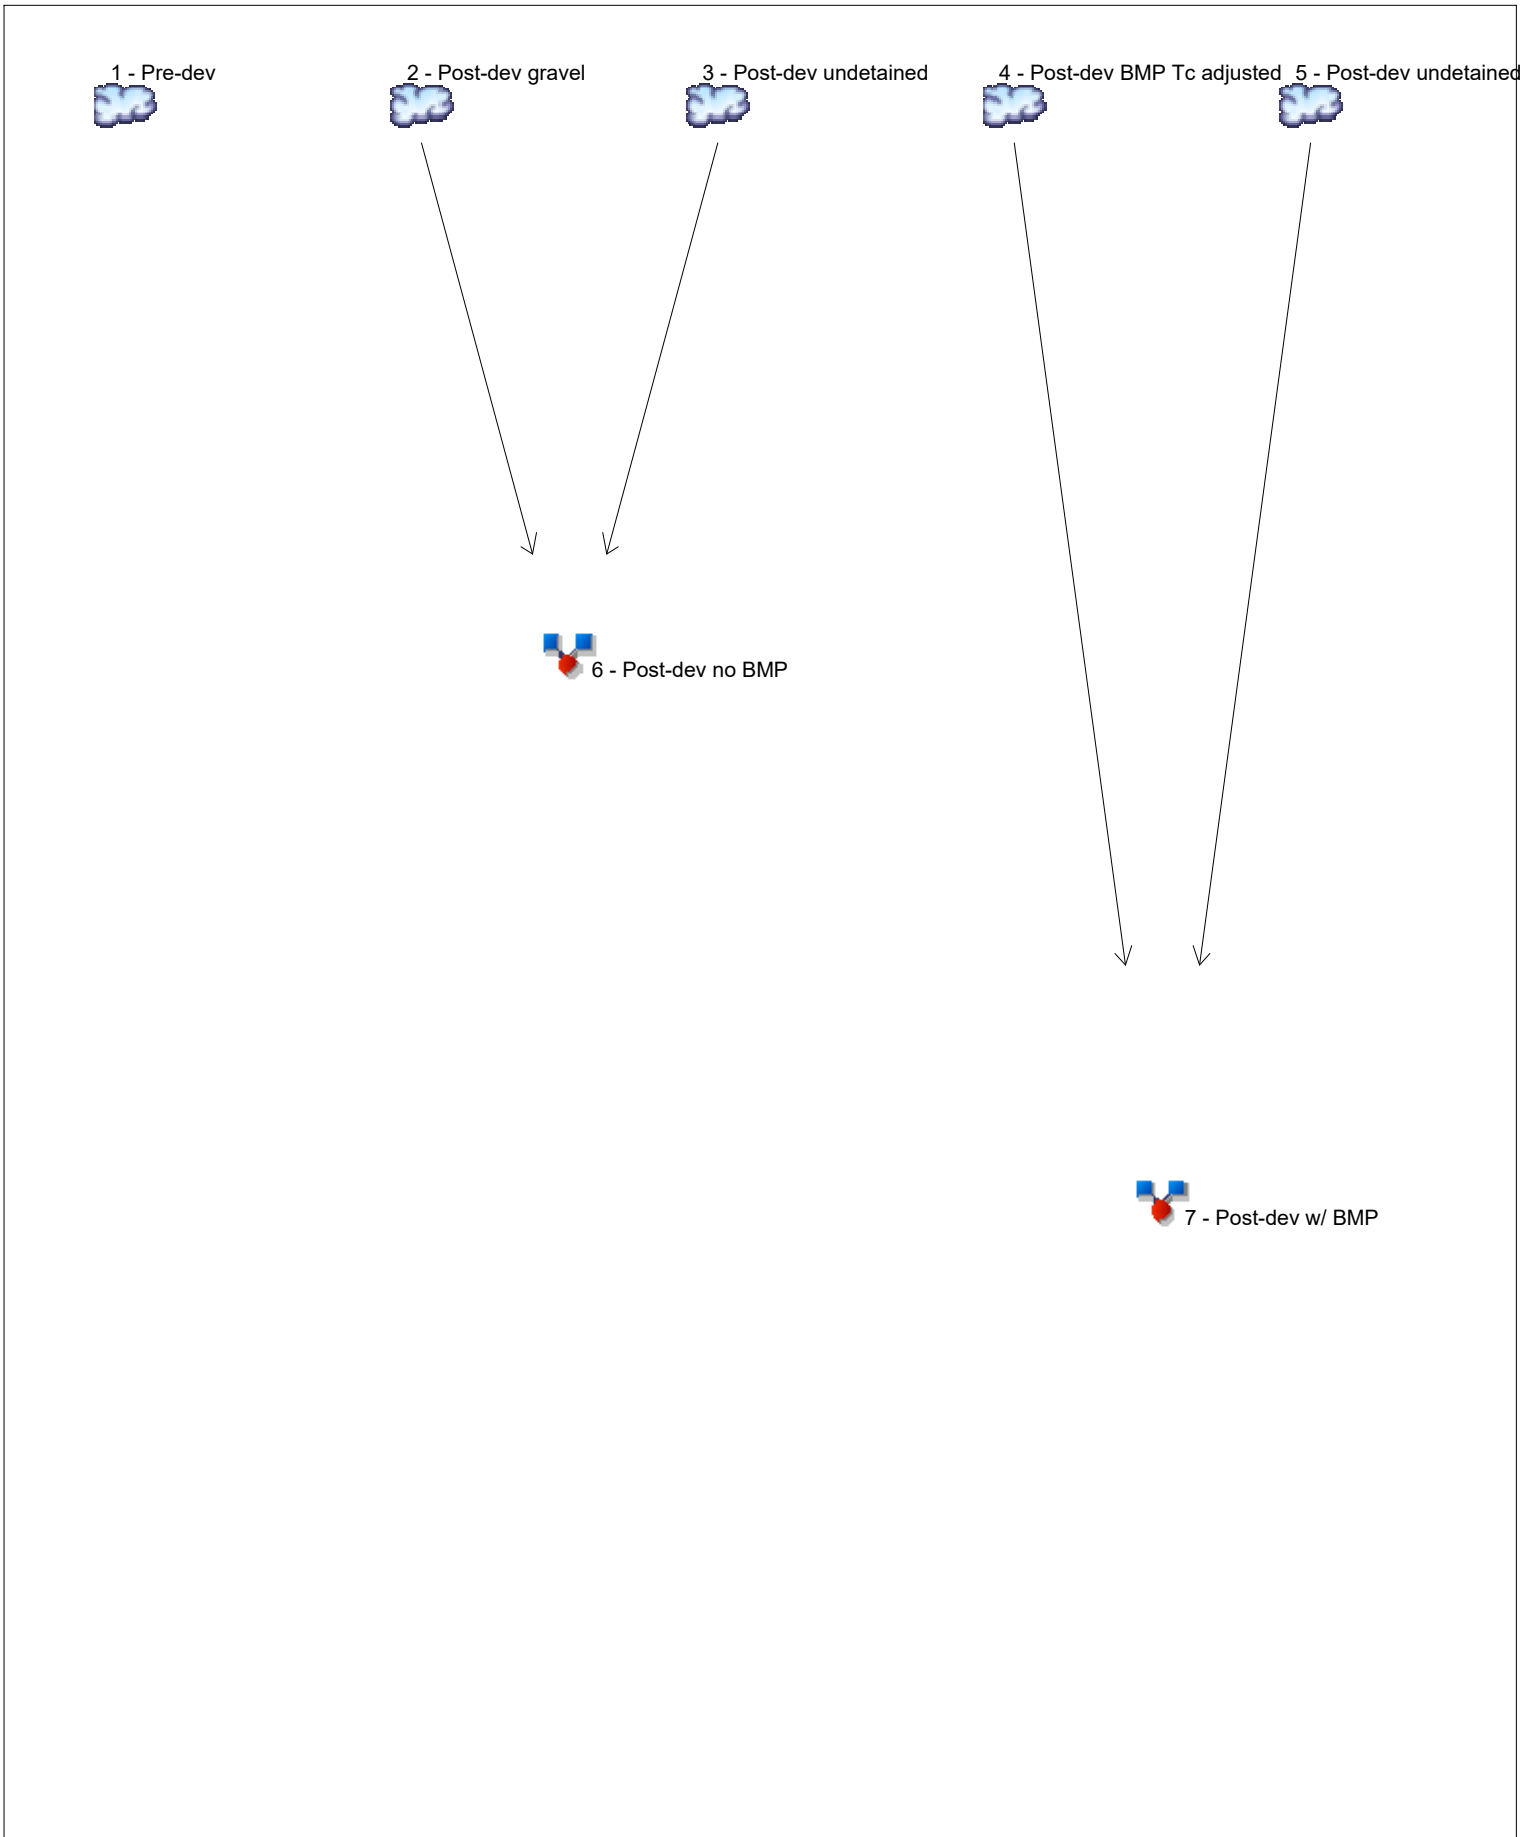 1 - Pre-dev
2 - Post-dev gravel
3 - Post-dev undetained
4 - Post-dev BMP Tc adjusted
5 - Post-dev undetained
6 - Post-dev no BMP
7 - Post-dev w/ BMP